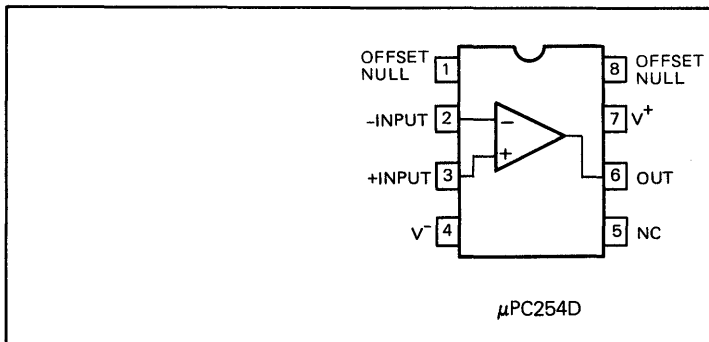 OFFSET
NULL 1
8 OFFSET
NULL
-INPUT 2
7 V+
+INPUT 3
6 OUT
V- 4
5 NC
− +
μPC254D